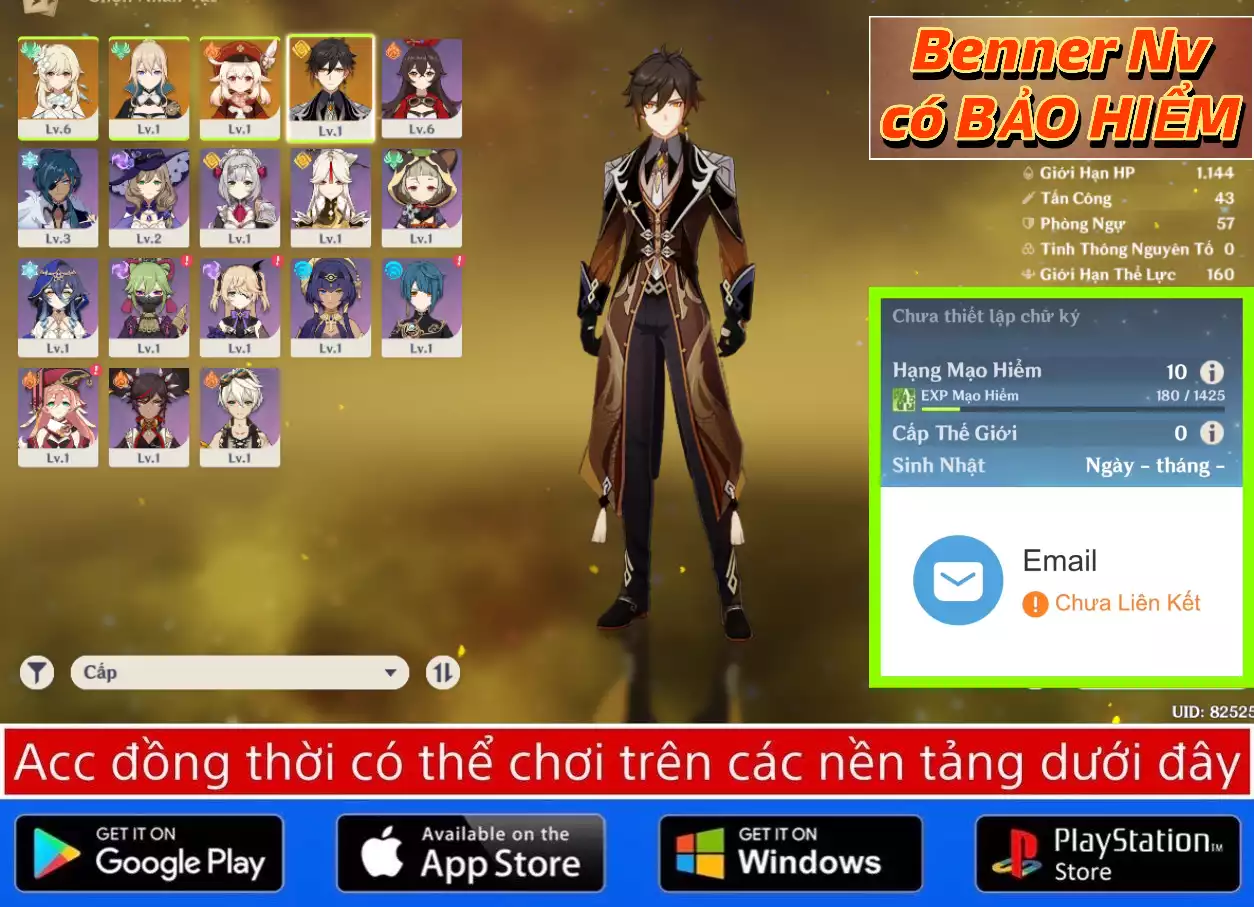 Benner Nv
có BẢO HIỂM
Lv.6
Lv.1
Lv.1
Lv.1
Lv.6
Lv.3
Lv.2
Lv.1
Lv.1
Lv.1
Lv.1
Lv.1
Lv.1
Lv.1
Lv.1
Lv.1
Lv.1
Lv.1
Giới Hạn HP 1.144
Tấn Công 43
Phòng Ngự 57
Tinh Thông Nguyên Tố 0
Giới Hạn Thể Lực 160
Chưa thiết lập chữ ký
Hạng Mạo Hiểm 10
EXP Mạo Hiểm 180 / 1425
Cấp Thế Giới 0
Sinh Nhật Ngày - tháng -
Email
Chưa Liên Kết
Cấp
UID: 82525
Acc đồng thời có thể chơi trên các nền tảng dưới đây
GET IT ON
Google Play
Available on the
App Store
GET IT ON
Windows
PlayStation™
Store